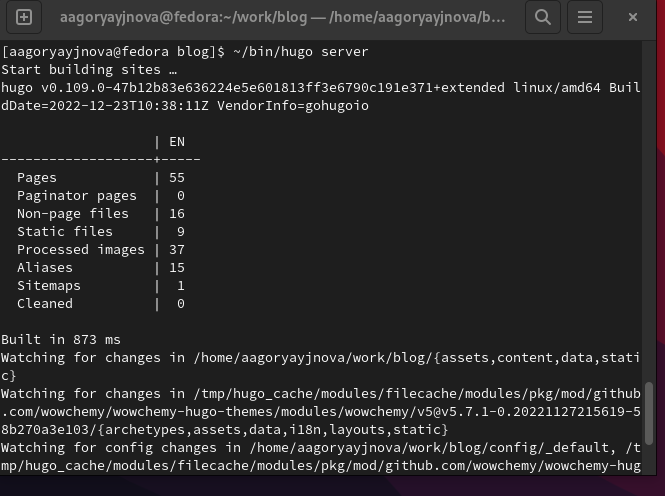 aagoryayjnova@fedora:~/work/blog — /home/aagoryayjnova/b...
[aagoryayjnova@fedora blog]$ ~/bin/hugo server
Start building sites …
hugo v0.109.0-47b12b83e636224e5e601813ff3e6790c191e371+extended linux/amd64 Buil
dDate=2022-12-23T10:38:11Z VendorInfo=gohugoio
                   | EN
-------------------+-----
  Pages            | 55
  Paginator pages  |  0
  Non-page files   | 16
  Static files     |  9
  Processed images | 37
  Aliases          | 15
  Sitemaps         |  1
  Cleaned          |  0
Built in 873 ms
Watching for changes in /home/aagoryayjnova/work/blog/{assets,content,data,stati
c}
Watching for changes in /tmp/hugo_cache/modules/filecache/modules/pkg/mod/github
.com/wowchemy/wowchemy-hugo-themes/modules/wowchemy/v5@v5.7.1-0.20221127215619-5
8b270a3e103/{archetypes,assets,data,i18n,layouts,static}
Watching for config changes in /home/aagoryayjnova/work/blog/config/_default, /t
mp/hugo_cache/modules/filecache/modules/pkg/mod/github.com/wowchemy/wowchemy-hug